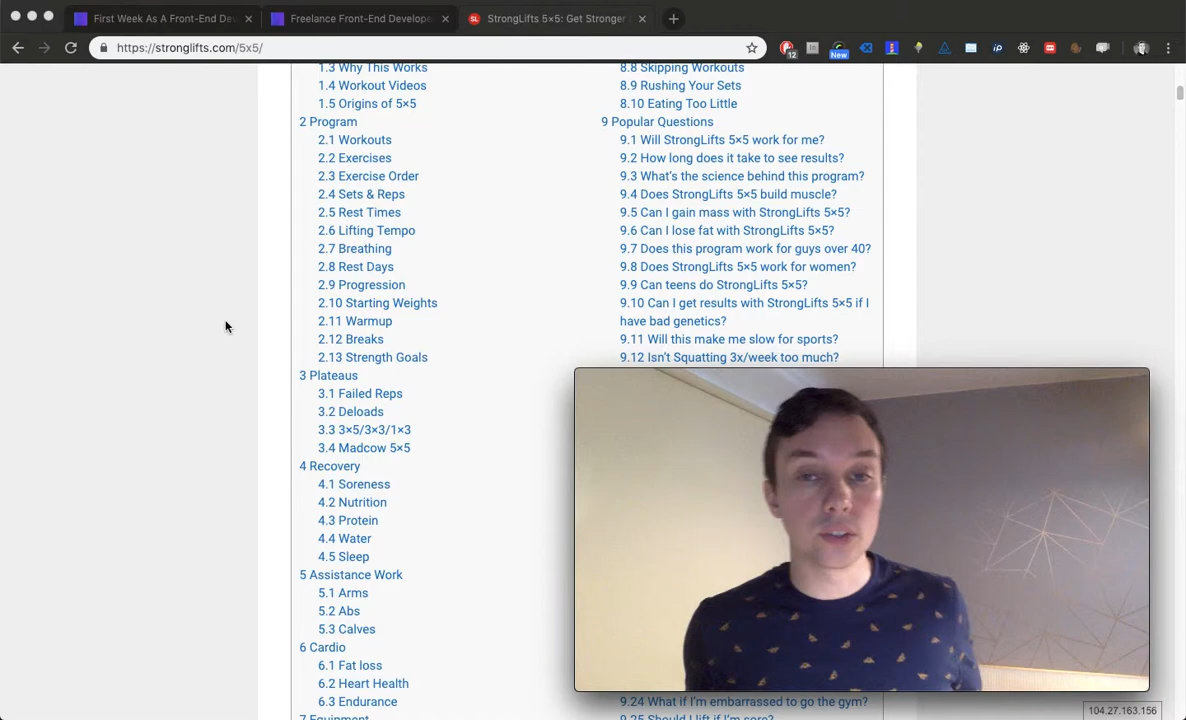 First Week As A Front-End Dev
Freelance Front-End Develope
StrongLifts 5×5: Get Stronger
https://stronglifts.com/5x5/
12
New
1.3 Why This Works
1.4 Workout Videos
1.5 Origins of 5×5
2 Program
2.1 Workouts
2.2 Exercises
2.3 Exercise Order
2.4 Sets & Reps
2.5 Rest Times
2.6 Lifting Tempo
2.7 Breathing
2.8 Rest Days
2.9 Progression
2.10 Starting Weights
2.11 Warmup
2.12 Breaks
2.13 Strength Goals
3 Plateaus
3.1 Failed Reps
3.2 Deloads
3.3 3×5/3×3/1×3
3.4 Madcow 5×5
4 Recovery
4.1 Soreness
4.2 Nutrition
4.3 Protein
4.4 Water
4.5 Sleep
5 Assistance Work
5.1 Arms
5.2 Abs
5.3 Calves
6 Cardio
6.1 Fat loss
6.2 Heart Health
6.3 Endurance
7 Equipment
8.8 Skipping Workouts
8.9 Rushing Your Sets
8.10 Eating Too Little
9 Popular Questions
9.1 Will StrongLifts 5×5 work for me?
9.2 How long does it take to see results?
9.3 What's the science behind this program?
9.4 Does StrongLifts 5×5 build muscle?
9.5 Can I gain mass with StrongLifts 5×5?
9.6 Can I lose fat with StrongLifts 5×5?
9.7 Does this program work for guys over 40?
9.8 Does StrongLifts 5×5 work for women?
9.9 Can teens do StrongLifts 5×5?
9.10 Can I get results with StrongLifts 5×5 if I
have bad genetics?
9.11 Will this make me slow for sports?
9.12 Isn't Squatting 3x/week too much?
9.24 What if I'm embarrassed to go the gym?
9.25 Should I lift if I'm sore?
104.27.163.156